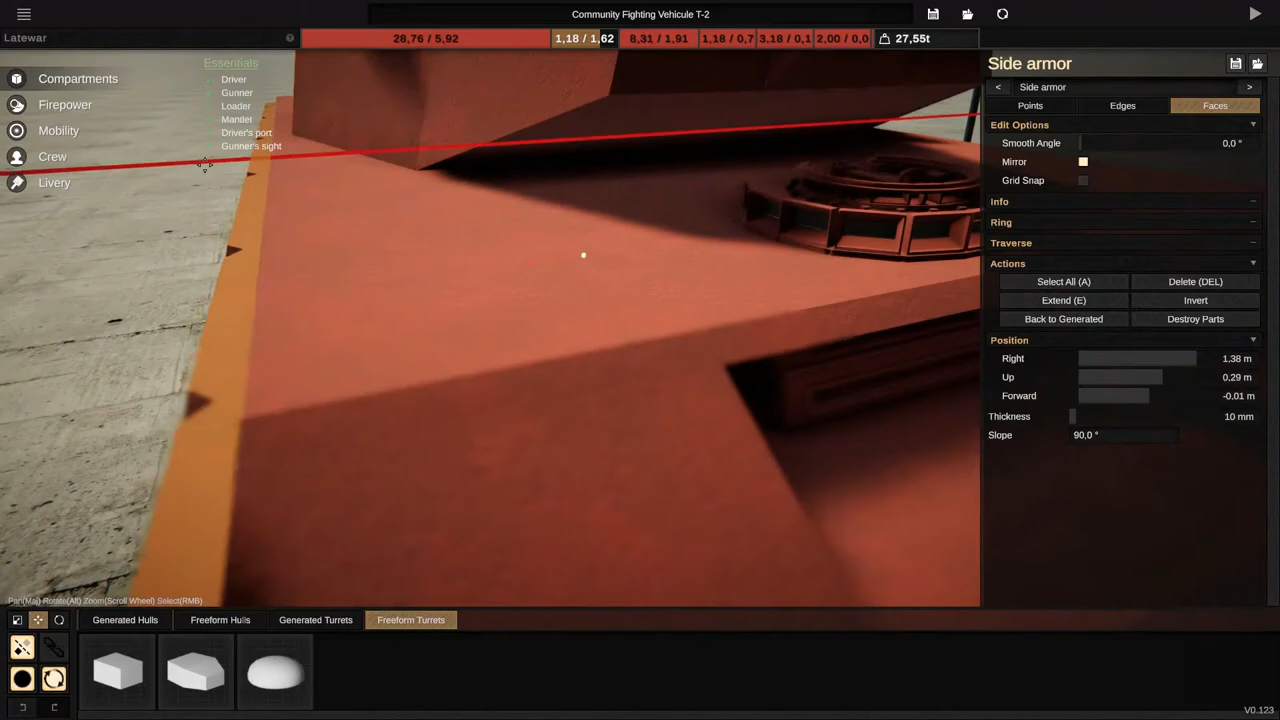 Community Fighting Vehicule T-2
Latewar
28,76 / 5,92
1,18 / 1,62
8,31 / 1,91
1,18 / 0,7
3,18 / 0,1
2,00 / 0,0
27,55t
Compartments
Firepower
Mobility
Crew
Livery
Essentials
Driver
Gunner
Loader
Mantlet
Driver's port
Gunner's sight
Side armor
< Side armor >
Points Edges Faces
Edit Options
Smooth Angle 0,0 °
Mirror
Grid Snap
Info
Ring
Traverse
Actions
Select All (A) Delete (DEL)
Extend (E) Invert
Back to Generated Destroy Parts
Position
Right 1,38 m
Up 0,29 m
Forward -0,01 m
Thickness 10 mm
Slope 90,0 °
Pan(Maj) Rotate(Alt) Zoom(Scroll Wheel) Select(RMB)
Generated Hulls Freeform Hulls Generated Turrets Freeform Turrets
V0.123